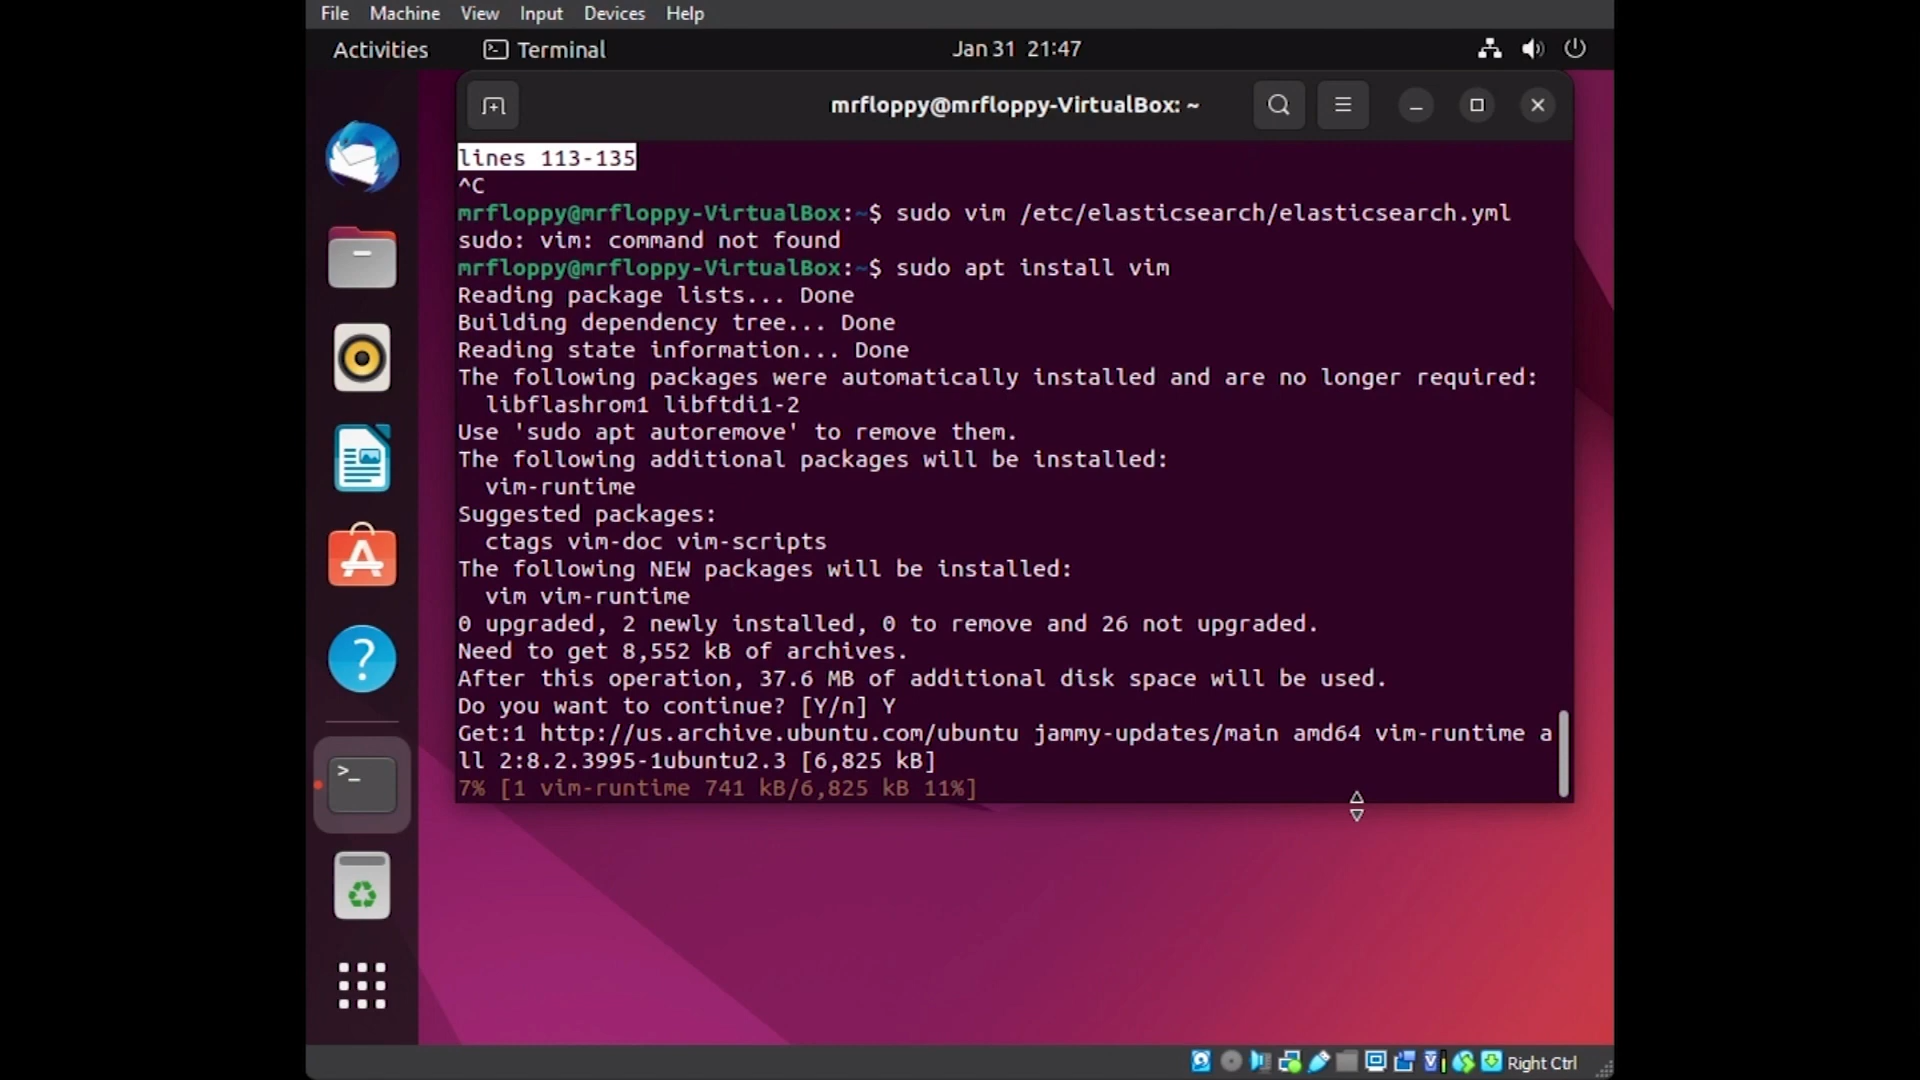 File Machine View Input Devices Help
Activities Terminal Jan 31 21:47
mrfloppy@mrfloppy-VirtualBox: ~
lines 113-135
^C
mrfloppy@mrfloppy-VirtualBox:~$ sudo vim /etc/elasticsearch/elasticsearch.yml
sudo: vim: command not found
mrfloppy@mrfloppy-VirtualBox:~$ sudo apt install vim
Reading package lists... Done
Building dependency tree... Done
Reading state information... Done
The following packages were automatically installed and are no longer required:
libflashrom1 libftdi1-2
Use 'sudo apt autoremove' to remove them.
The following additional packages will be installed:
vim-runtime
Suggested packages:
ctags vim-doc vim-scripts
The following NEW packages will be installed:
vim vim-runtime
0 upgraded, 2 newly installed, 0 to remove and 26 not upgraded.
Need to get 8,552 kB of archives.
After this operation, 37.6 MB of additional disk space will be used.
Do you want to continue? [Y/n] Y
Get:1 http://us.archive.ubuntu.com/ubuntu jammy-updates/main amd64 vim-runtime a
ll 2:8.2.3995-1ubuntu2.3 [6,825 kB]
7% [1 vim-runtime 741 kB/6,825 kB 11%]
Right Ctrl